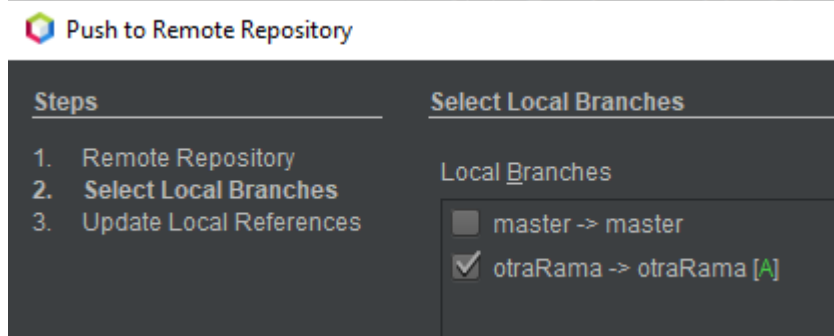 Push to Remote Repository
Steps
1. Remote Repository
2. Select Local Branches
3. Update Local References
Select Local Branches
Local Branches
master -> master
otraRama -> otraRama [A]